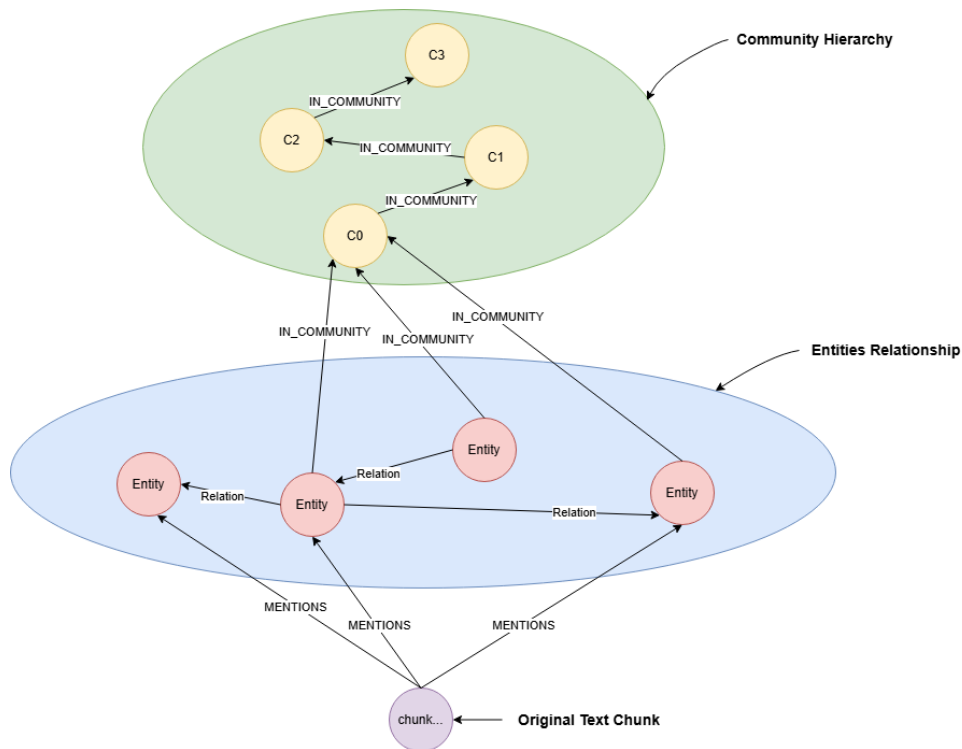 Community Hierarchy
C3
IN_COMMUNITY
C2
IN_COMMUNITY
C1
IN_COMMUNITY
C0
IN_COMMUNITY
IN_COMMUNITY
IN_COMMUNITY
Entities Relationship
Entity
Relation
Entity
Relation
Entity
Relation
Entity
MENTIONS
MENTIONS
MENTIONS
chunk...
Original Text Chunk